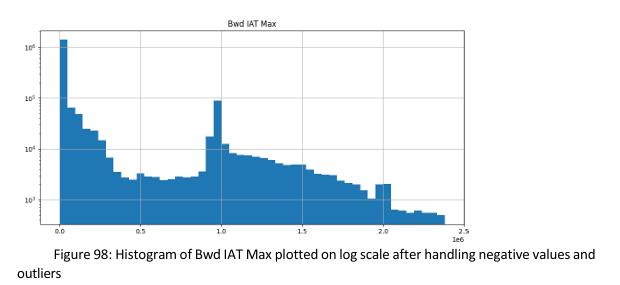 Bwd IAT Max
10⁶
10⁵
10⁴
10³
0.0 0.5 1.0 1.5 2.0 2.5
1e6
Figure 98: Histogram of Bwd IAT Max plotted on log scale after handling negative values and
outliers